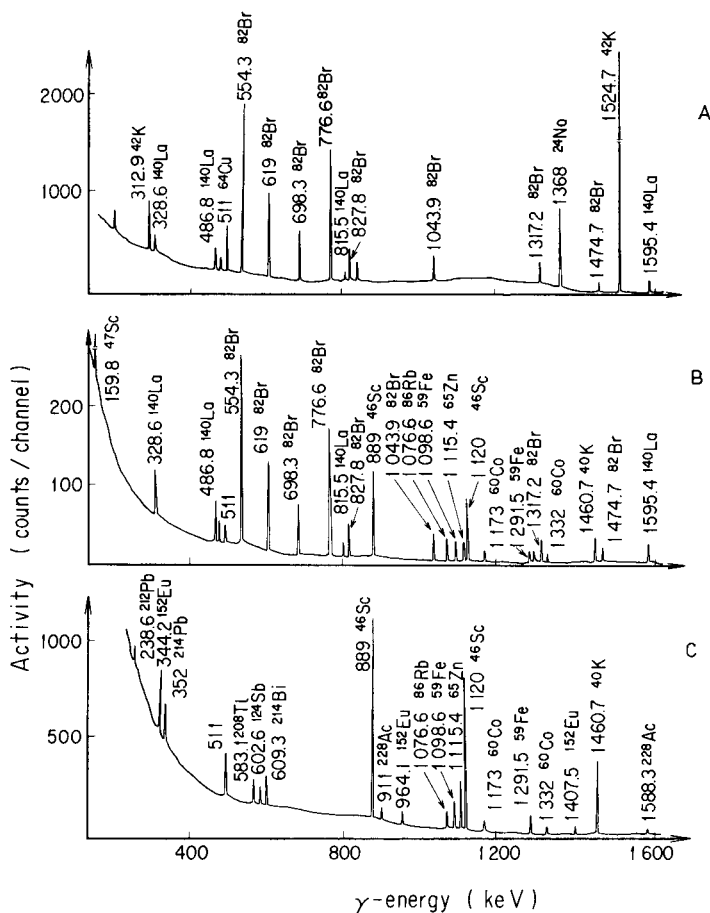 A
2000
1000
312.9 ⁴²K
328.6 ¹⁴⁰La
486.8 ¹⁴⁰La
511 ⁶⁴Cu
554.3 ⁸²Br
619 ⁸²Br
698.3 ⁸²Br
776.6 ⁸²Br
815.5 ¹⁴⁰La
827.8 ⁸²Br
1043.9 ⁸²Br
1317.2 ⁸²Br
1368 ²⁴Na
1474.7 ⁸²Br
1524.7 ⁴²K
1595.4 ¹⁴⁰La
B
200
100
159.8 ⁴⁷Sc
328.6 ¹⁴⁰La
486.8 ¹⁴⁰La
511
554.3 ⁸²Br
619 ⁸²Br
698.3 ⁸²Br
776.6 ⁸²Br
815.5 ¹⁴⁰La
827.8 ⁸²Br
889 ⁴⁶Sc
1043.9 ⁸²Br
1076.6 ⁸⁶Rb
1098.6 ⁵⁹Fe
1115.4 ⁶⁵Zn
1120 ⁴⁶Sc
1173 ⁶⁰Co
1291.5 ⁵⁹Fe
1317.2 ⁸²Br
1332 ⁶⁰Co
1460.7 ⁴⁰K
1474.7 ⁸²Br
1595.4 ¹⁴⁰La
C
1000
500
238.6 ²¹²Pb
344.2 ¹⁵²Eu
352 ²¹⁴Pb
511
583.1 ²⁰⁸Tl
602.6 ¹²⁴Sb
609.3 ²¹⁴Bi
889 ⁴⁶Sc
911 ²²⁸Ac
964.1 ¹⁵²Eu
1076.6 ⁸⁶Rb
1098.6 ⁵⁹Fe
1115.4 ⁶⁵Zn
1120 ⁴⁶Sc
1173 ⁶⁰Co
1291.5 ⁵⁹Fe
1332 ⁶⁰Co
1407.5 ¹⁵²Eu
1460.7 ⁴⁰K
1588.3 ²²⁸Ac
400
800
1200
1600
Activity (counts/channel)
γ-energy (keV)